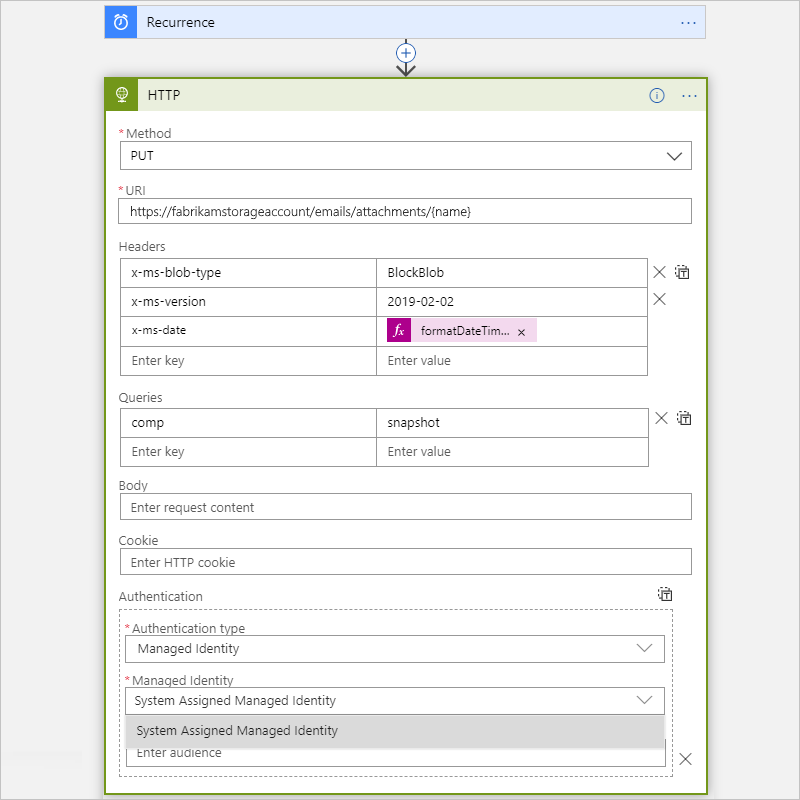 Recurrence
HTTP
* Method
PUT
* URI
https://fabrikamstorageaccount/emails/attachments/{name}
Headers
x-ms-blob-type BlockBlob
x-ms-version 2019-02-02
x-ms-date fx formatDateTim... ×
Enter key Enter value
Queries
comp snapshot
Enter key Enter value
Body
Enter request content
Cookie
Enter HTTP cookie
Authentication
* Authentication type
Managed Identity
* Managed Identity
System Assigned Managed Identity
System Assigned Managed Identity
Enter audience